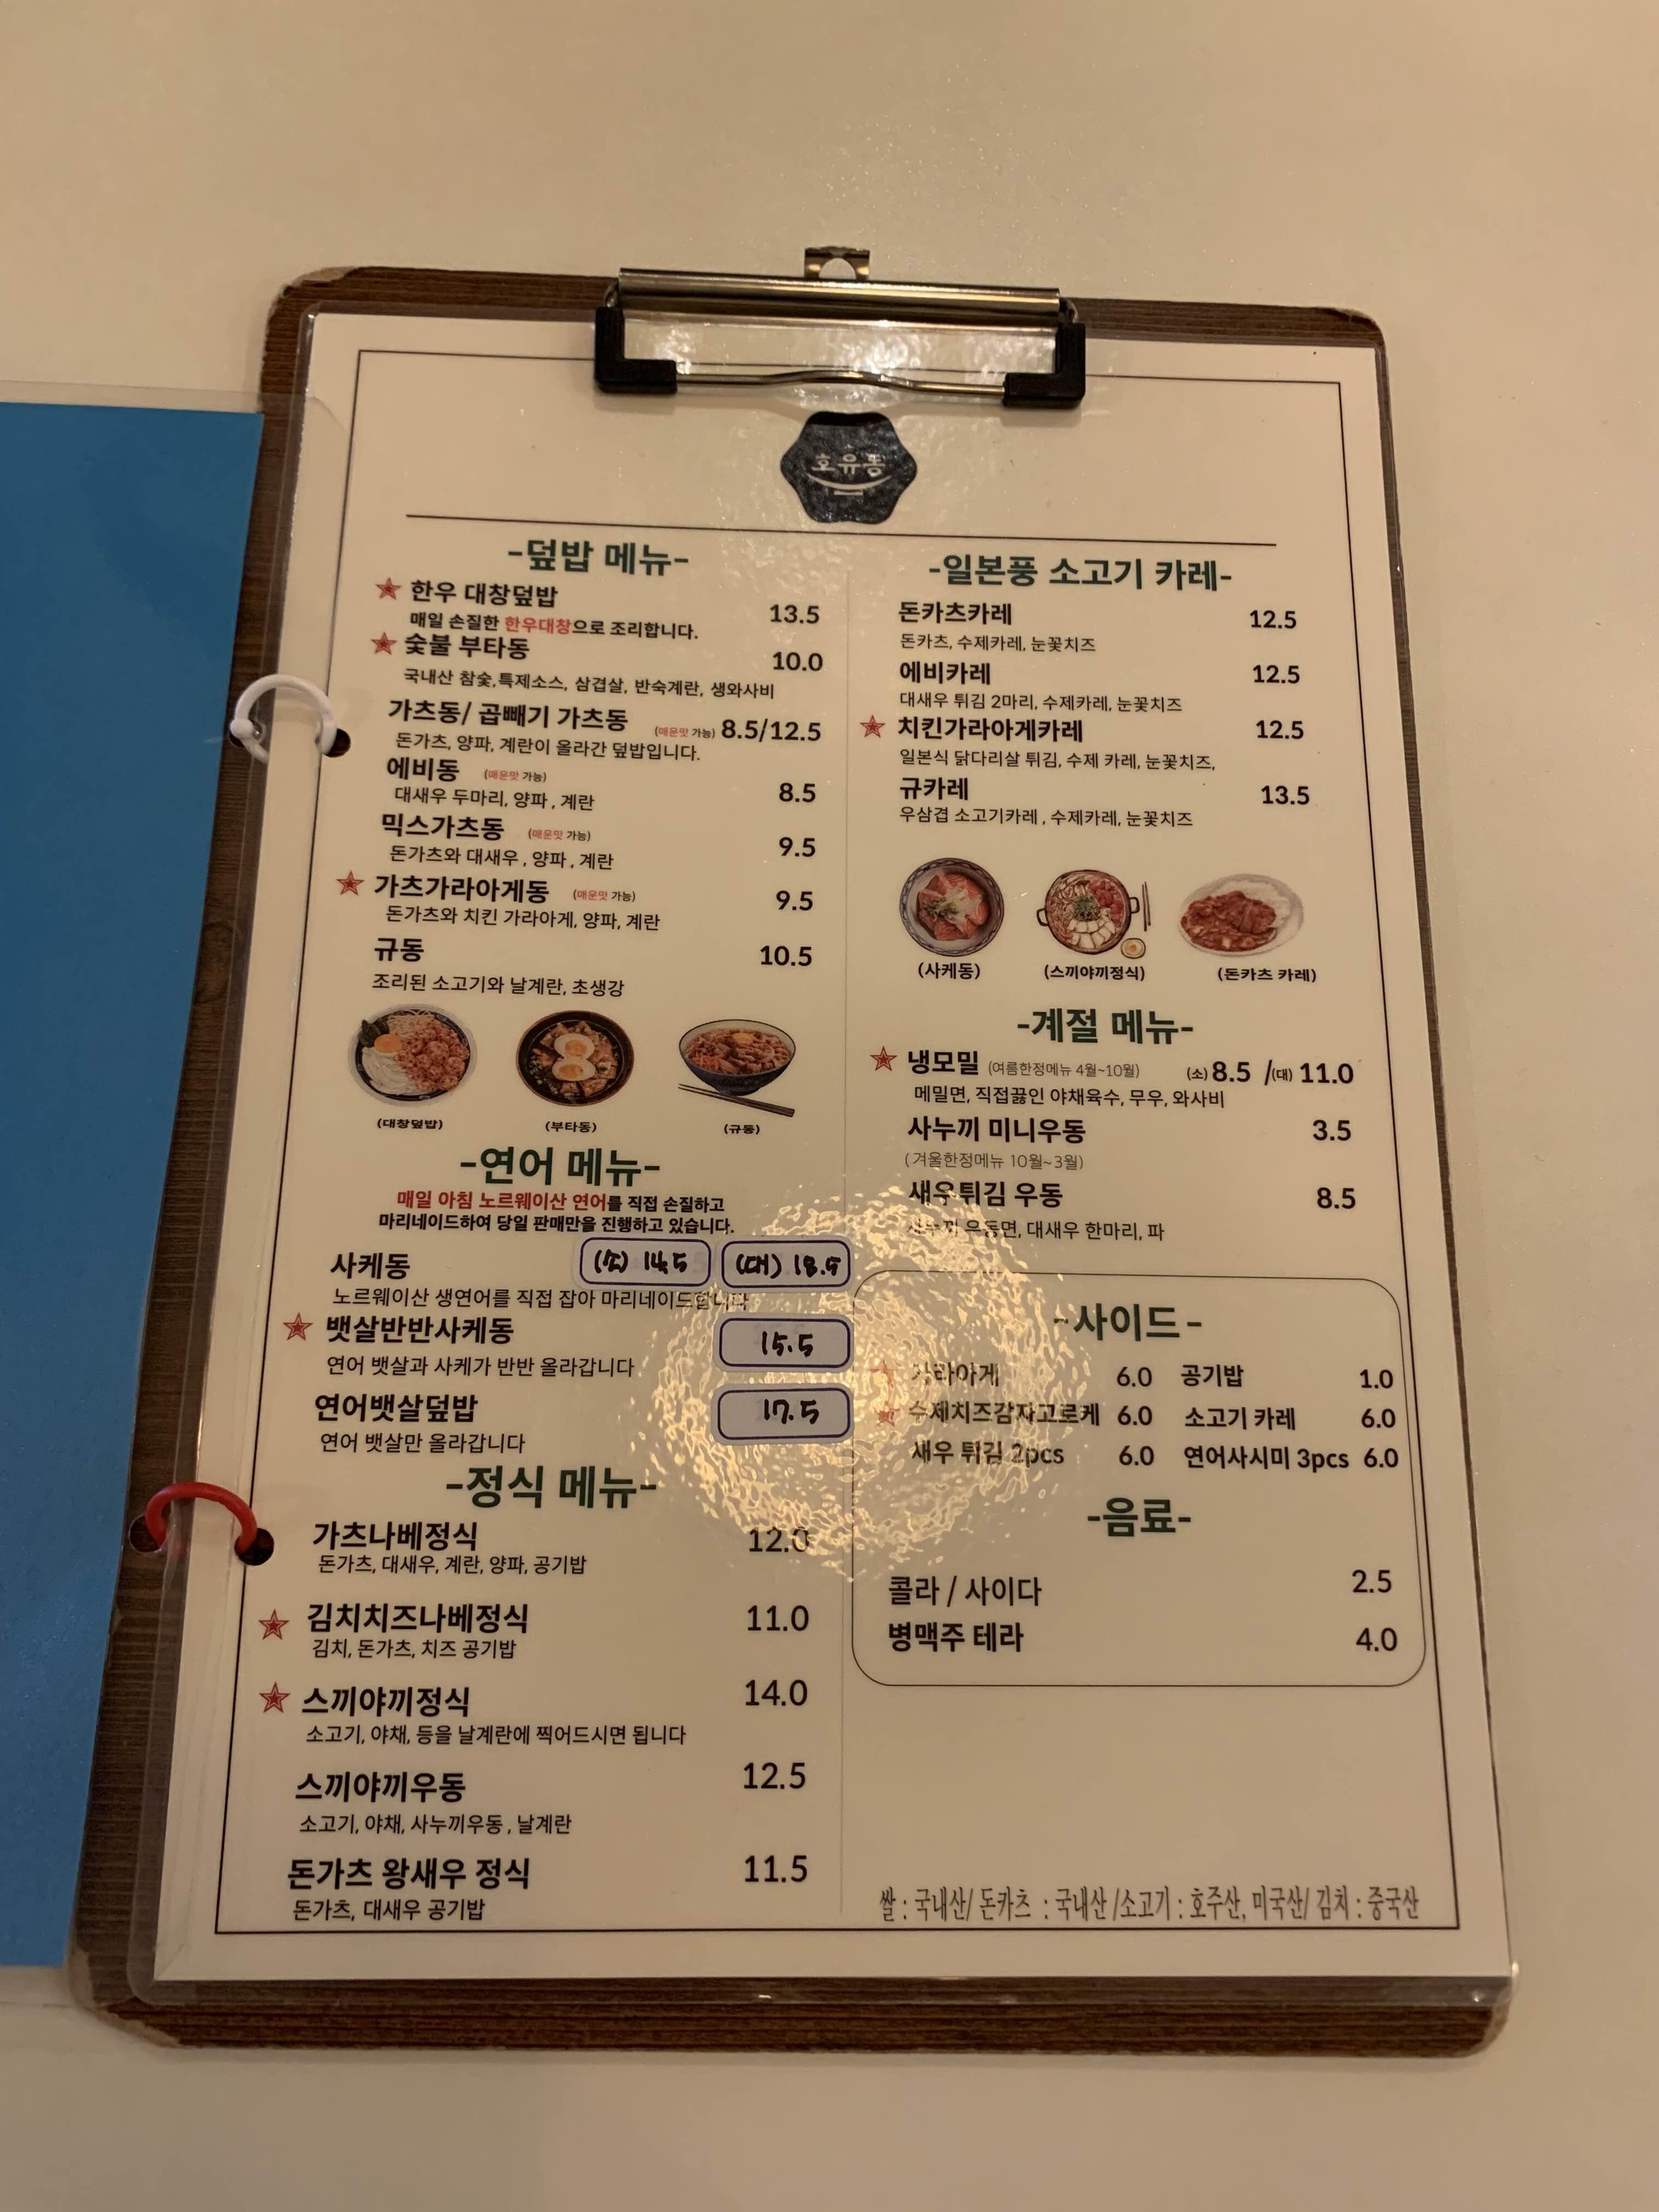 호유동
-덮밥 메뉴-
한우 대창덮밥 13.5
매일 손질한 한우대창으로 조리합니다.
숯불 부타동 10.0
국내산 참숯,특제소스, 삼겹살, 반숙계란, 생와사비
가츠동/ 곱빼기 가츠동 (매운맛 가능) 8.5/12.5
돈가츠, 양파, 계란이 올라간 덮밥입니다.
에비동 (매운맛 가능) 8.5
대새우 두마리, 양파 , 계란
믹스가츠동 (매운맛 가능) 9.5
돈가츠와 대새우 , 양파 , 계란
가츠가라아게동 (매운맛 가능) 9.5
돈가츠와 치킨 가라아게, 양파, 계란
규동 10.5
조리된 소고기와 날계란, 초생강
(대창덮밥) (부타동) (규동)
-연어 메뉴-
매일 아침 노르웨이산 연어를 직접 손질하고
마리네이드하여 당일 판매만을 진행하고 있습니다.
사케동 (소) 14.5 (대) 18.5
노르웨이산 생연어를 직접 잡아 마리네이드합니다
뱃살반반사케동 15.5
연어 뱃살과 사케가 반반 올라갑니다
연어뱃살덮밥 17.5
연어 뱃살만 올라갑니다
-정식 메뉴-
가츠나베정식 12.0
돈가츠, 대새우, 계란, 양파, 공기밥
김치치즈나베정식 11.0
김치, 돈가츠, 치즈 공기밥
스끼야끼정식 14.0
소고기, 야채, 등을 날계란에 찍어드시면 됩니다
스끼야끼우동 12.5
소고기, 야채, 사누끼우동 , 날계란
돈가츠 왕새우 정식 11.5
돈가츠, 대새우 공기밥
-일본풍 소고기 카레-
돈카츠카레 12.5
돈카츠, 수제카레, 눈꽃치즈
에비카레 12.5
대새우 튀김 2마리, 수제카레, 눈꽃치즈
치킨가라아게카레 12.5
일본식 닭다리살 튀김, 수제 카레, 눈꽃치즈,
규카레 13.5
우삼겹 소고기카레 , 수제카레, 눈꽃치즈
(사케동) (스끼야끼정식) (돈카츠 카레)
-계절 메뉴-
냉모밀 (여름한정메뉴 4월~10월) (소) 8.5 /(대) 11.0
메밀면, 직접끓인 야채육수, 무우, 와사비
사누끼 미니우동 3.5
(겨울한정메뉴 10월~3월)
새우튀김 우동 8.5
사누끼 우동면, 대새우 한마리, 파
-사이드-
가라아게 6.0 공기밥 1.0
수제치즈감자고로케 6.0 소고기 카레 6.0
새우 튀김 2pcs 6.0 연어사시미 3pcs 6.0
-음료-
콜라 / 사이다 2.5
병맥주 테라 4.0
쌀 : 국내산/ 돈카츠 : 국내산 /소고기 : 호주산, 미국산/ 김치 : 중국산